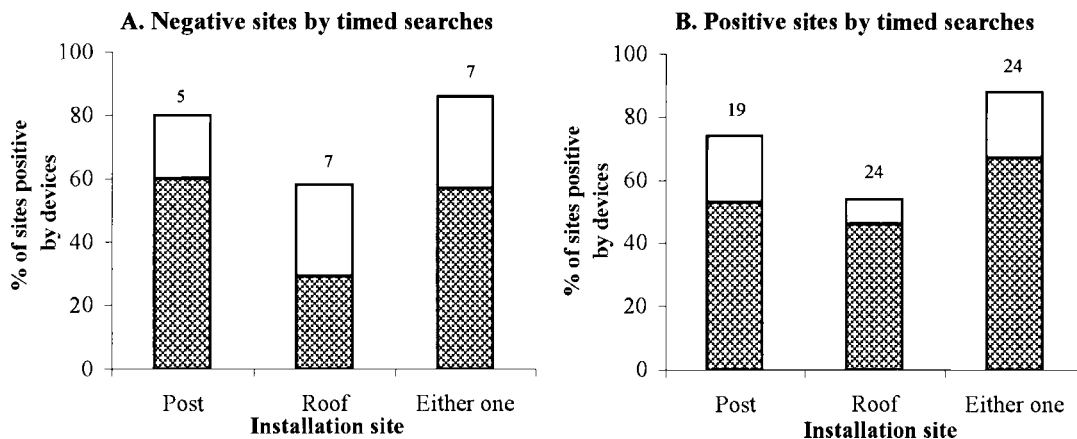 A. Negative sites by timed searches
% of sites positive
by devices
100
80
60
40
20
0
5
7
7
Post
Roof
Either one
Installation site
B. Positive sites by timed searches
% of sites positive
by devices
100
80
60
40
20
0
19
24
24
Post
Roof
Either one
Installation site